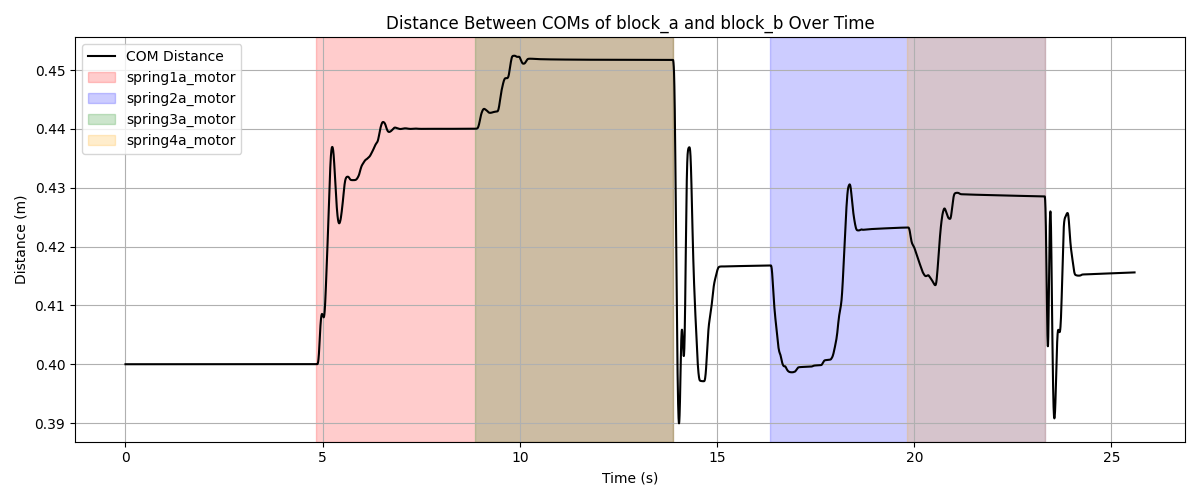 Distance Between COMs of block_a and block_b Over Time
COM Distance
spring1a_motor
spring2a_motor
spring3a_motor
spring4a_motor
Distance (m)
0.45
0.44
0.43
0.42
0.41
0.40
0.39
0 5 10 15 20 25
Time (s)